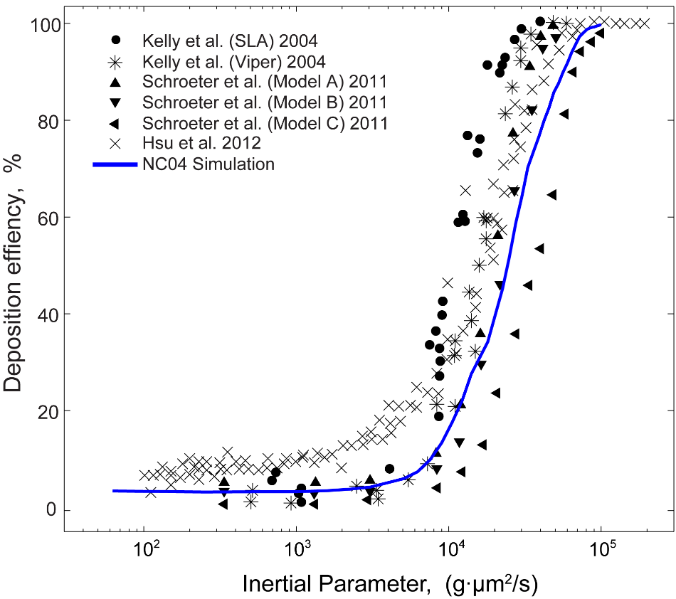 100
80
60
40
20
0
Deposition effiency, %
Kelly et al. (SLA) 2004
Kelly et al. (Viper) 2004
Schroeter et al. (Model A) 2011
Schroeter et al. (Model B) 2011
Schroeter et al. (Model C) 2011
Hsu et al. 2012
NC04 Simulation
10² 10³ 10⁴ 10⁵
Inertial Parameter, (g·µm²/s)